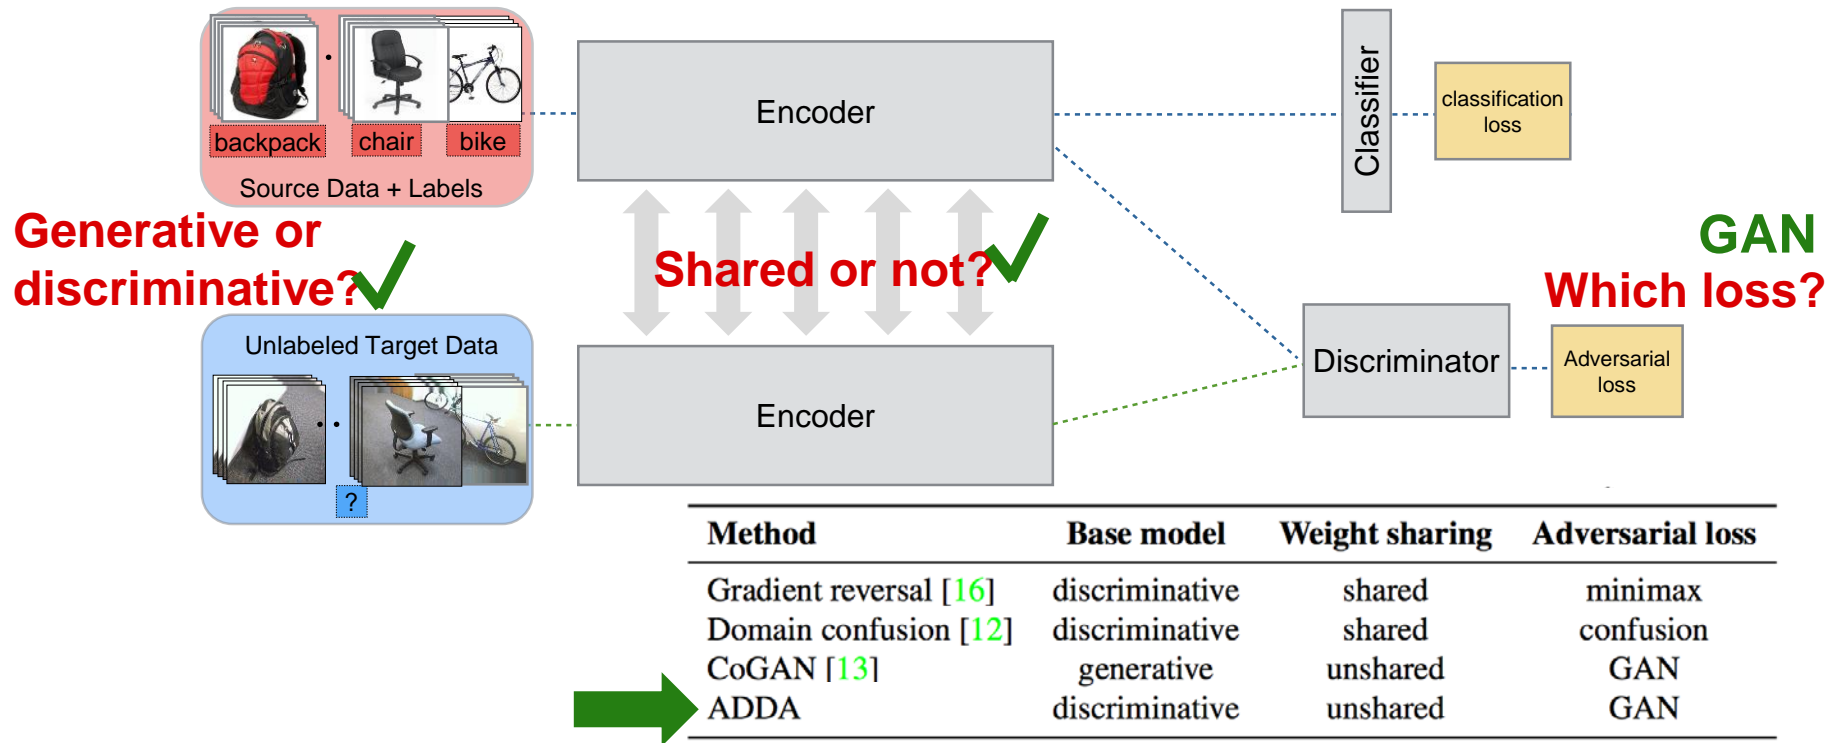 backpack
chair
bike
Source Data + Labels
Encoder
Classifier
classification
loss
Generative or
discriminative?
Shared or not?
GAN
Which loss?
Unlabeled Target Data
?
Encoder
Discriminator
Adversarial
loss
Method Base model Weight sharing Adversarial loss
Gradient reversal [16] discriminative shared minimax
Domain confusion [12] discriminative shared confusion
CoGAN [13] generative unshared GAN
ADDA discriminative unshared GAN